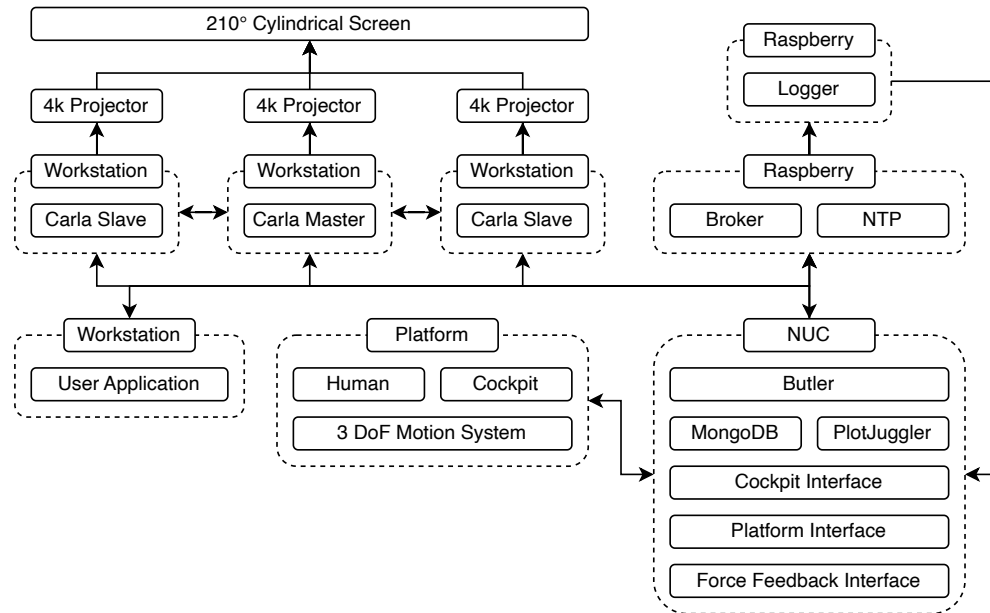 210° Cylindrical Screen
4k Projector
4k Projector
4k Projector
Workstation
Carla Slave
Workstation
Carla Master
Workstation
Carla Slave
Raspberry
Logger
Raspberry
Broker
NTP
Workstation
User Application
Platform
Human
Cockpit
3 DoF Motion System
NUC
Butler
MongoDB
PlotJuggler
Cockpit Interface
Platform Interface
Force Feedback Interface